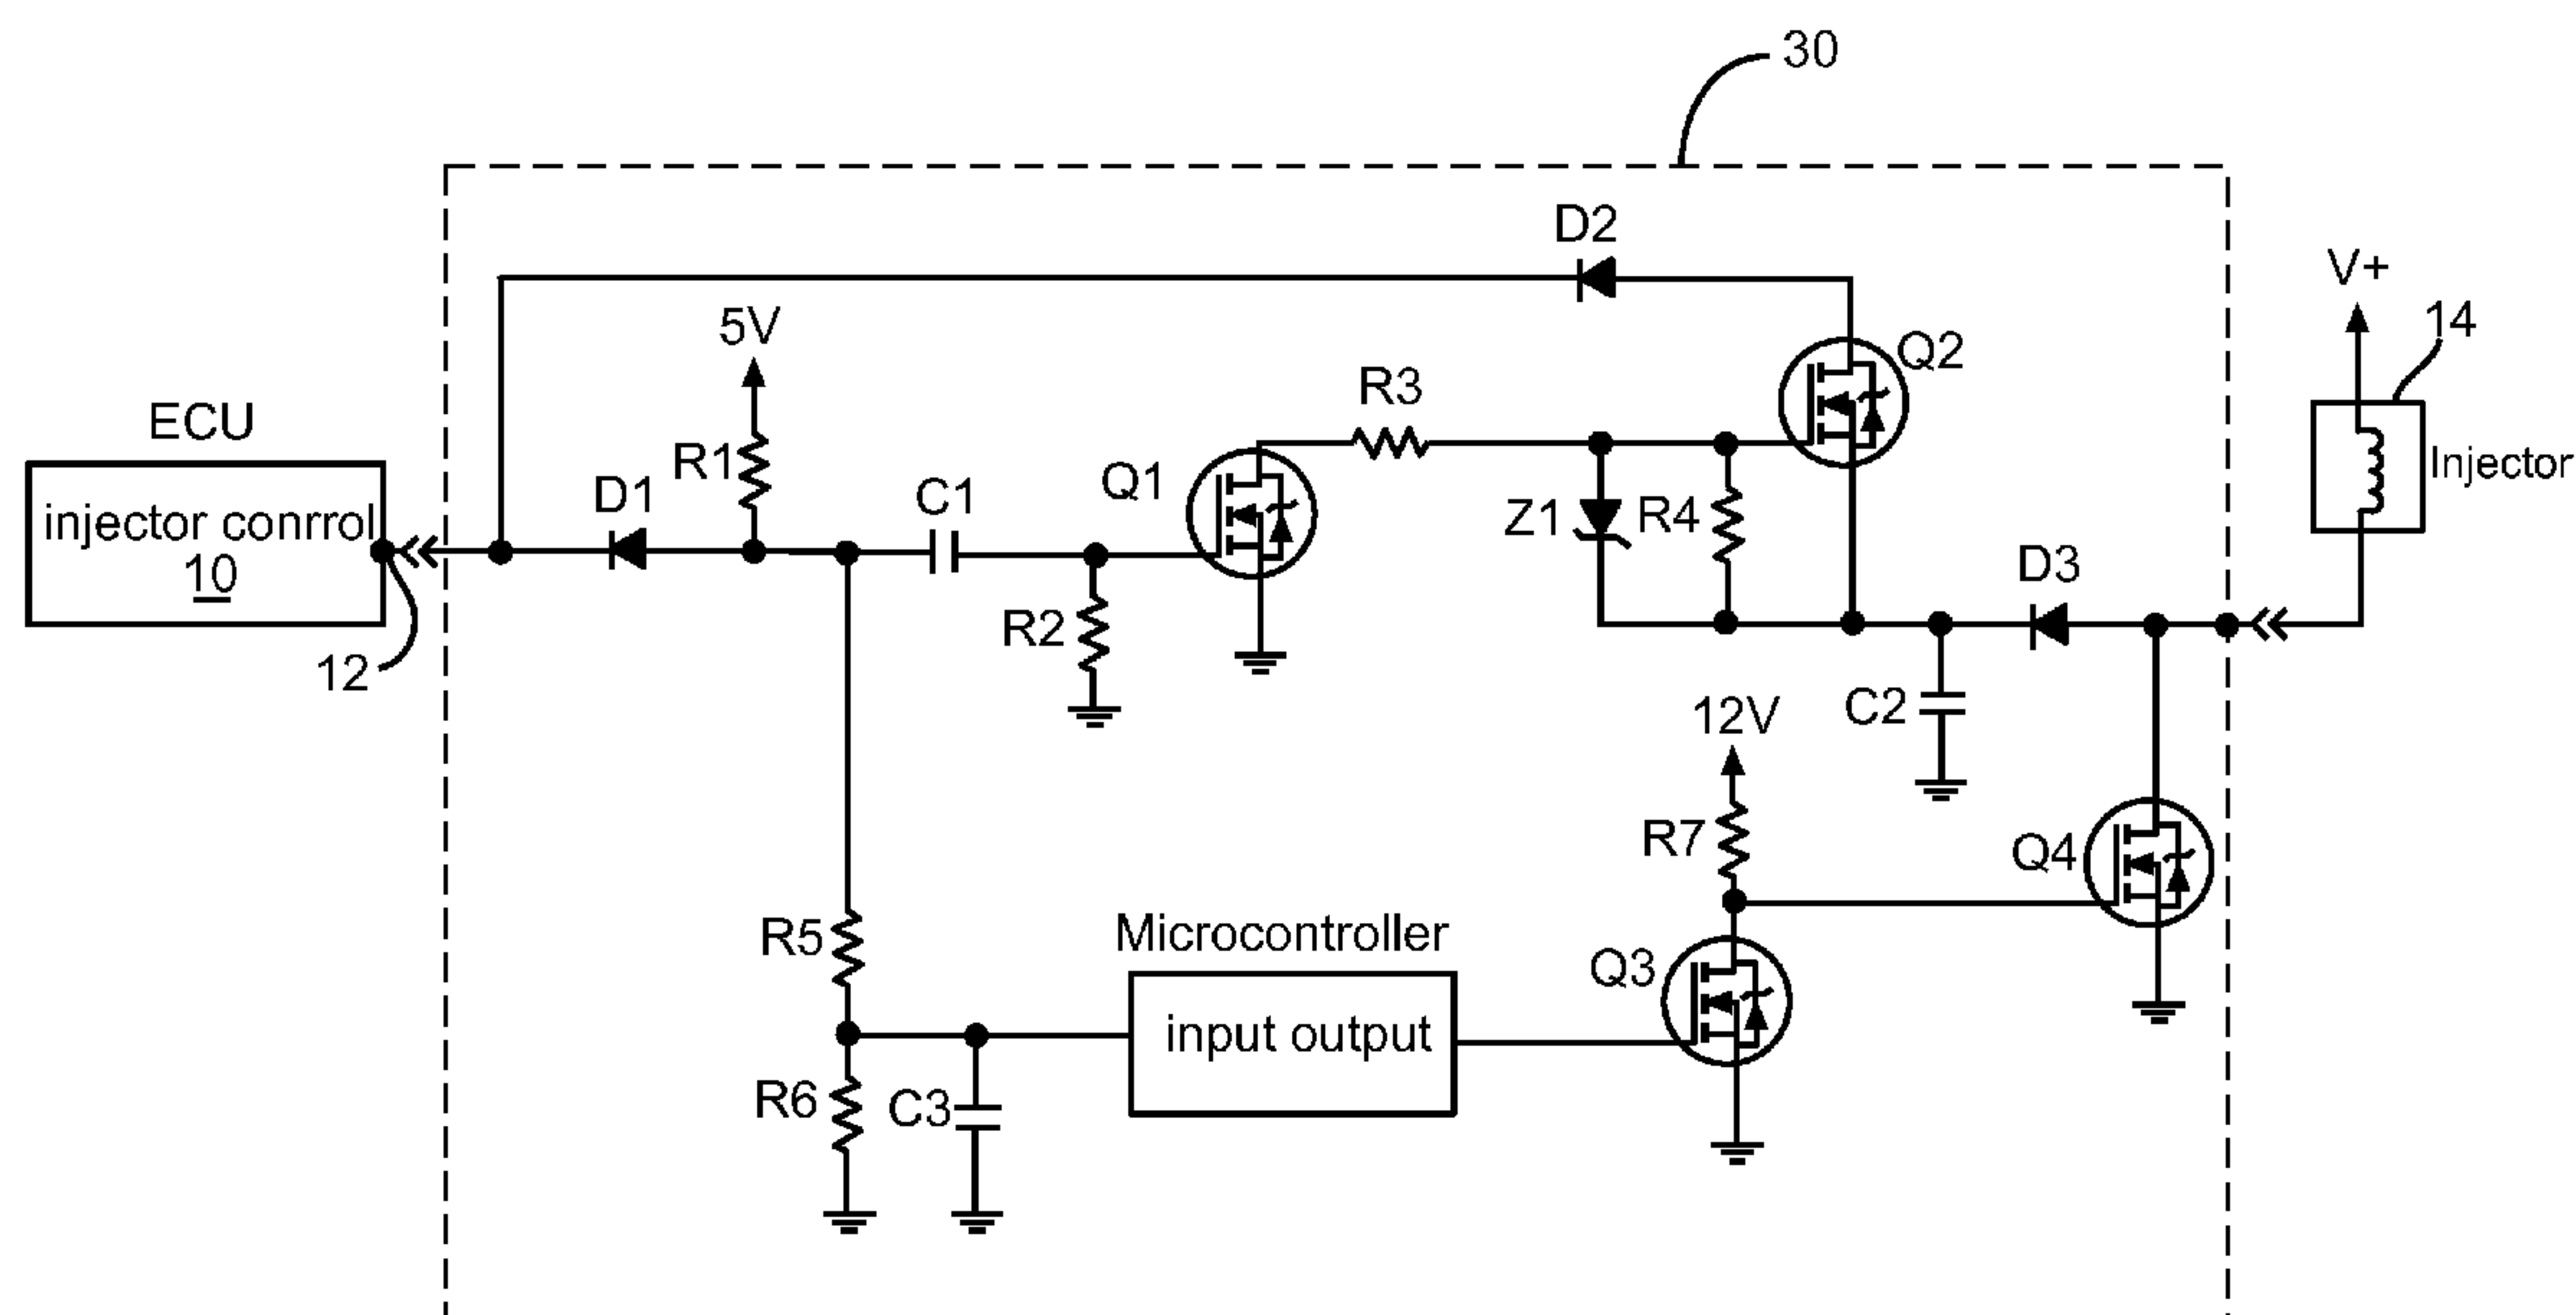 30
D2
V+
5V
14
Q2
R3
ECU
R1
Injector
Q1
D1
C1
Z1
R4
injector conrrol
10
D3
R2
12
12V
C2
R7
Q4
R5
Microcontroller
Q3
input output
R6
C3